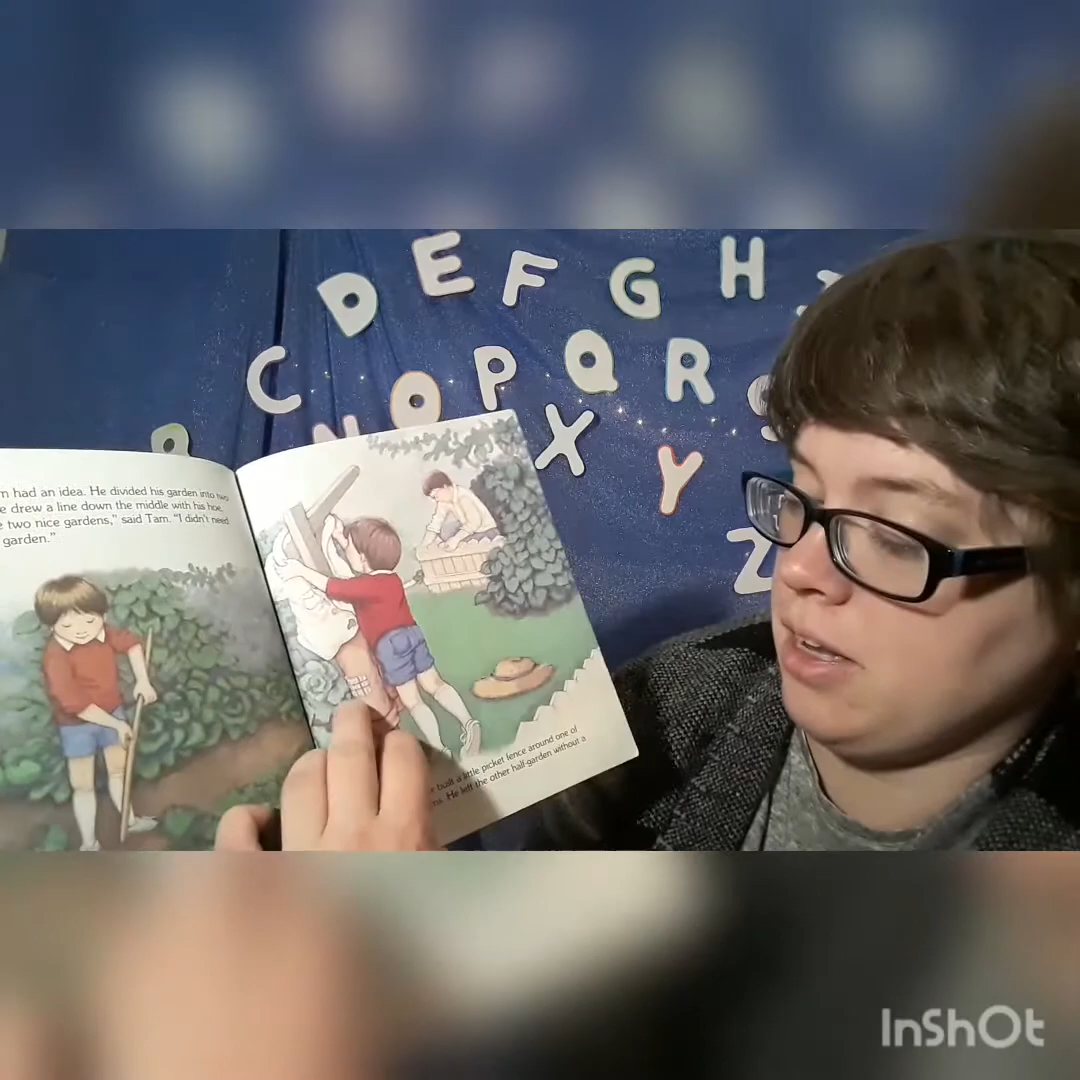 D E F G H
C O P Q R
X Y
Z
n had an idea. He divided his garden into two
e drew a line down the middle with his hoe.
e two nice gardens," said Tam. "I didn't need
garden."
built a little picket fence around one of
ns. He left the other half-garden without a
InShOt